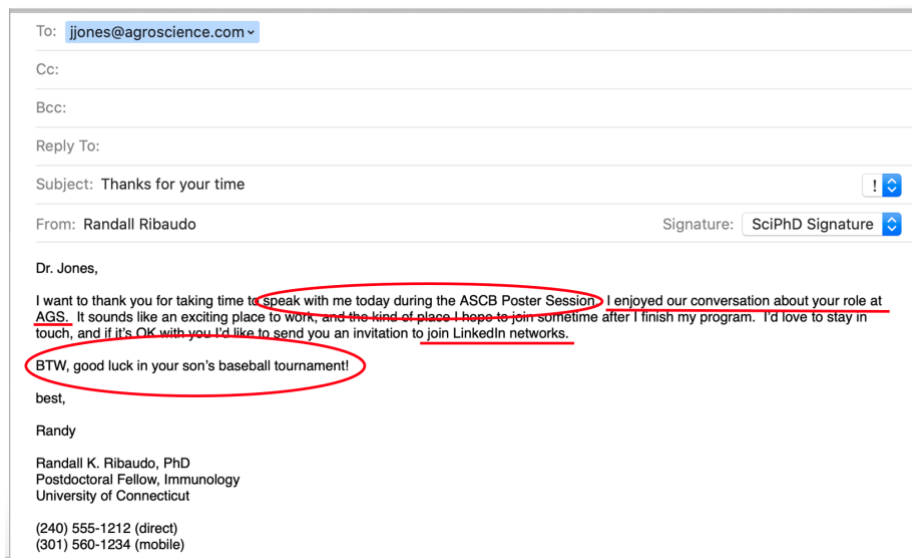 To: jjones@agroscience.com
Cc:
Bcc:
Reply To:
Subject: Thanks for your time !
From: Randall Ribaudo Signature: SciPhD Signature
Dr. Jones,
I want to thank you for taking time to speak with me today during the ASCB Poster Session. I enjoyed our conversation about your role at
AGS. It sounds like an exciting place to work, and the kind of place I hope to join sometime after I finish my program. I'd love to stay in
touch, and if it's OK with you I'd like to send you an invitation to join LinkedIn networks.
BTW, good luck in your son's baseball tournament!
best,
Randy
Randall K. Ribaudo, PhD
Postdoctoral Fellow, Immunology
University of Connecticut
(240) 555-1212 (direct)
(301) 560-1234 (mobile)